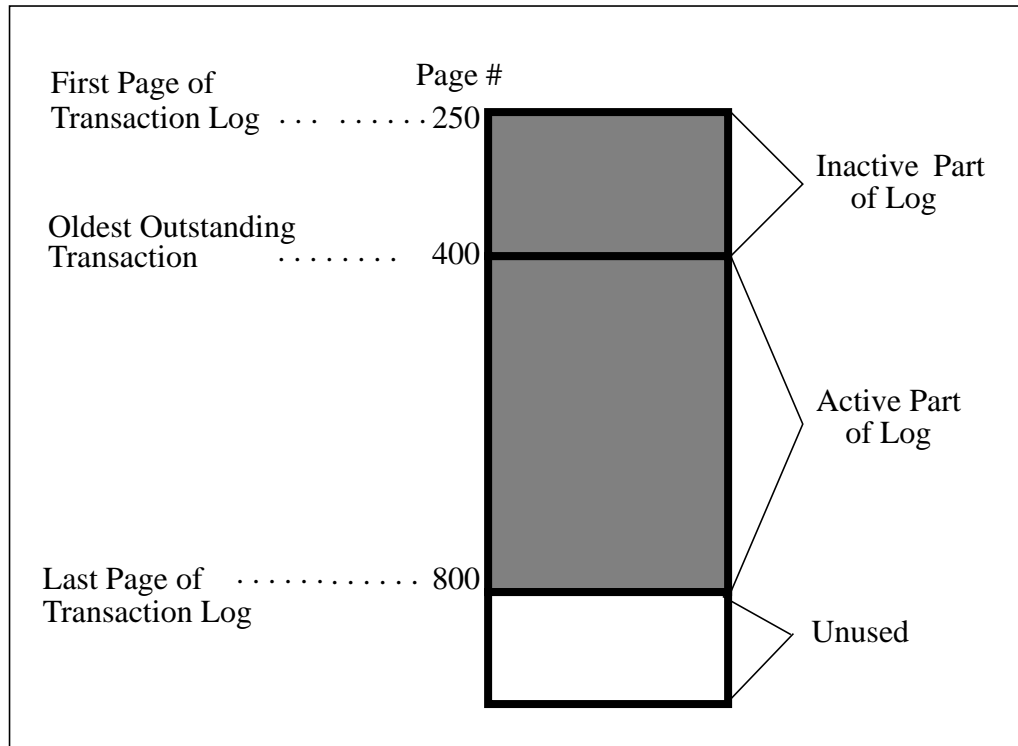 Page #
First Page of
Transaction Log . . . . . . . . . 250
Inactive Part
of Log
Oldest Outstanding
Transaction . . . . . . . . 400
Active Part
of Log
Last Page of . . . . . . . . . . . . 800
Transaction Log
Unused